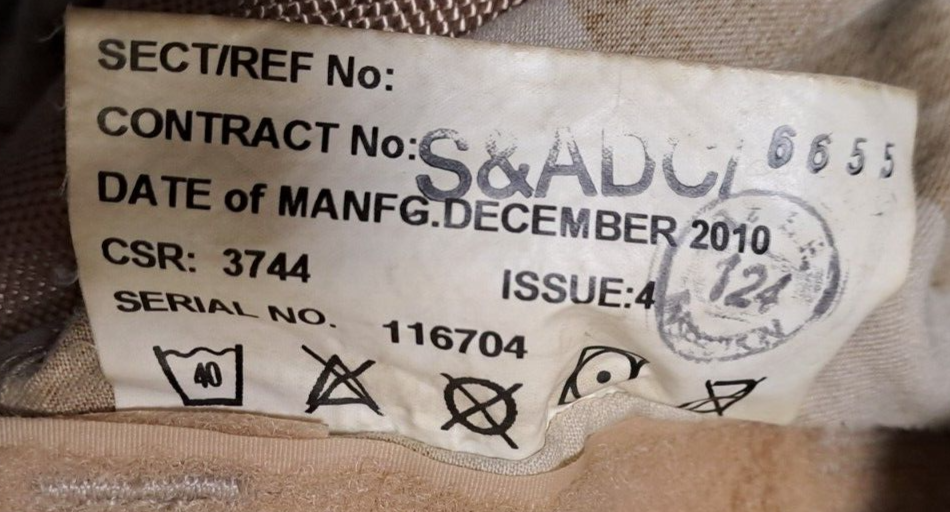 SECT/REF No:
CONTRACT No: S&ADC/ 6655
DATE of MANFG.DECEMBER 2010
CSR: 3744 ISSUE:4
124
SERIAL NO. 116704
40